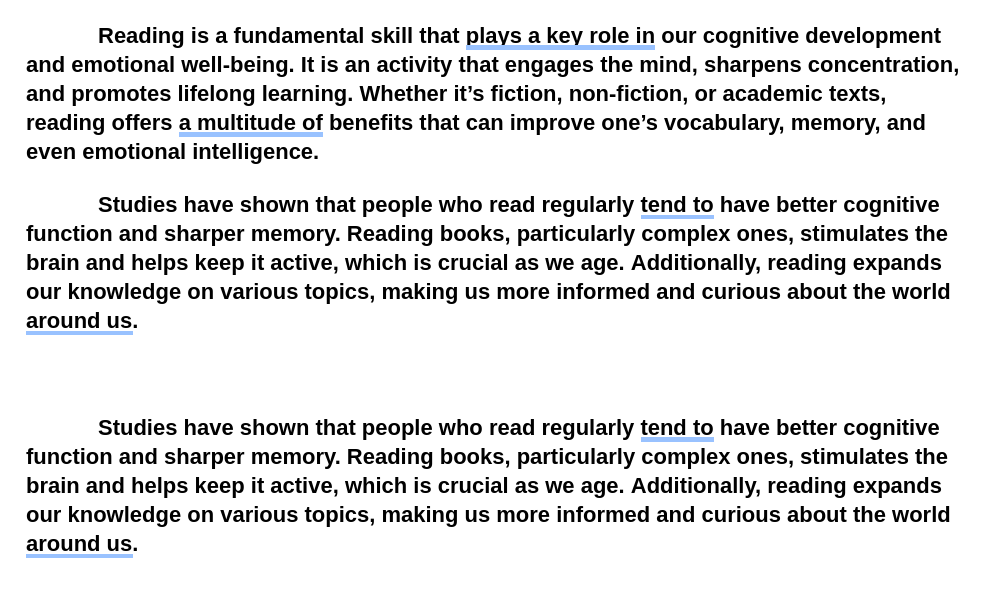 Reading is a fundamental skill that plays a key role in our cognitive development
and emotional well-being. It is an activity that engages the mind, sharpens concentration,
and promotes lifelong learning. Whether it’s fiction, non-fiction, or academic texts,
reading offers a multitude of benefits that can improve one’s vocabulary, memory, and
even emotional intelligence.
Studies have shown that people who read regularly tend to have better cognitive
function and sharper memory. Reading books, particularly complex ones, stimulates the
brain and helps keep it active, which is crucial as we age. Additionally, reading expands
our knowledge on various topics, making us more informed and curious about the world
around us.
Studies have shown that people who read regularly tend to have better cognitive
function and sharper memory. Reading books, particularly complex ones, stimulates the
brain and helps keep it active, which is crucial as we age. Additionally, reading expands
our knowledge on various topics, making us more informed and curious about the world
around us.